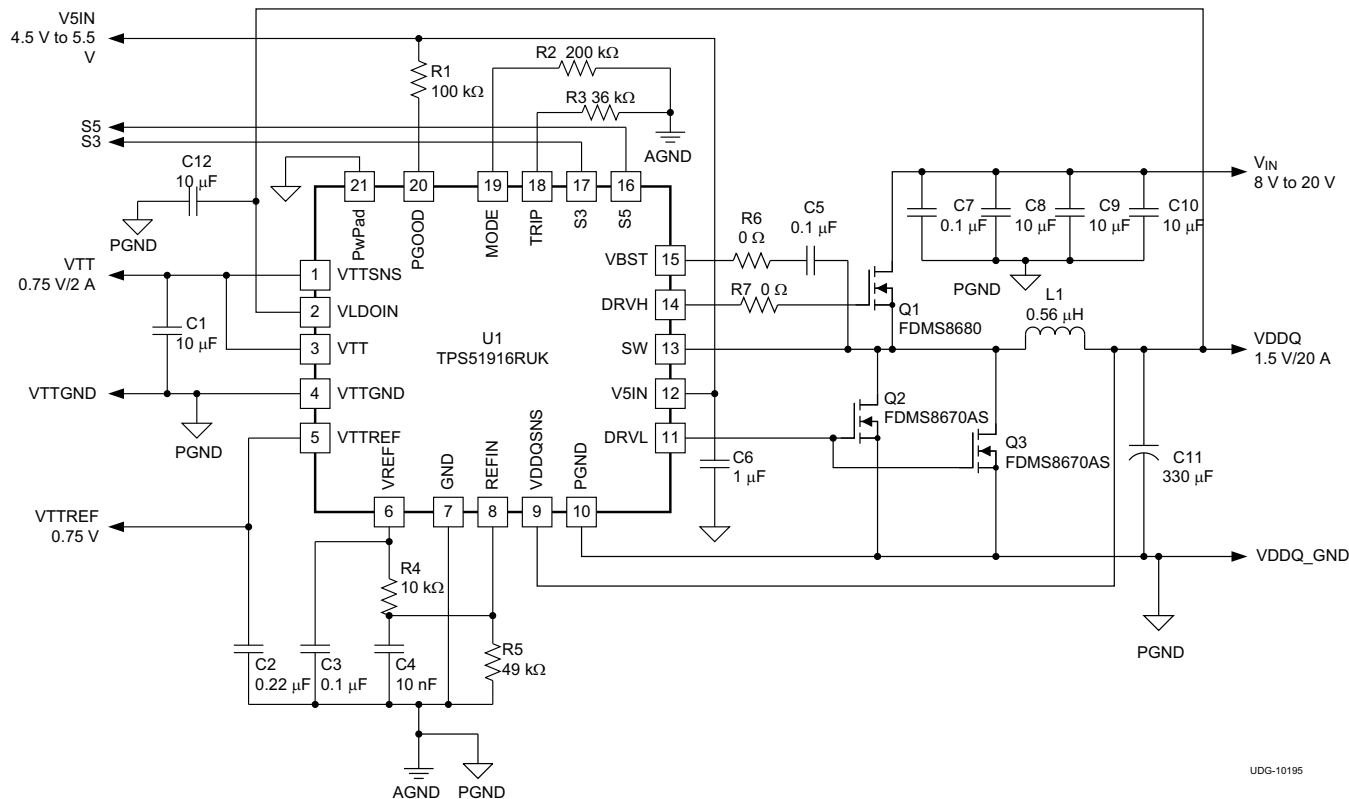 V5IN
4.5 V to 5.5
V
R1
100 kΩ
R2 200 kΩ
R3 36 kΩ
AGND
S5
S3
C12
10 μF
PGND
21
20
19
18
17
16
PwPad
PGOOD
MODE
TRIP
S3
S5
VIN
8 V to 20 V
C7
0.1 μF
C8
10 μF
C9
10 μF
C10
10 μF
PGND
R6
0 Ω
C5
0.1 μF
VBST
15
DRVH
14
R7 0 Ω
Q1
FDMS8680
L1
0.56 μH
VTT
0.75 V/2 A
1
VTTSNS
2
VLDOIN
C1
10 μF
3
VTT
U1
TPS51916RUK
SW
13
VDDQ
1.5 V/20 A
VTTGND
4
VTTGND
PGND
V5IN
12
Q2
FDMS8670AS
5
VTTREF
DRVL
11
Q3
FDMS8670AS
C6
1 μF
C11
330 μF
VREF
GND
REFIN
VDDQSNS
PGND
6
7
8
9
10
VTTREF
0.75 V
VDDQ_GND
R4
10 kΩ
PGND
C2
0.22 μF
C3
0.1 μF
C4
10 nF
R5
49 kΩ
AGND
PGND
UDG-10195